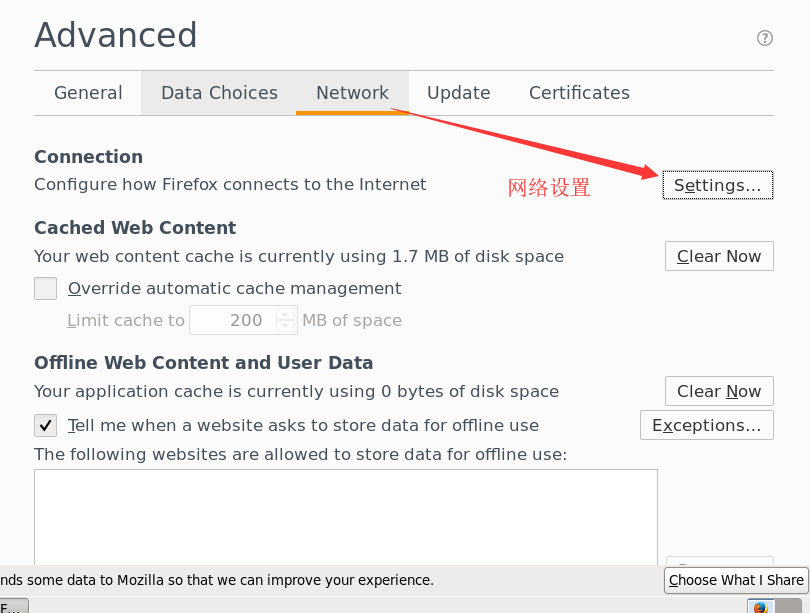 Advanced
General Data Choices Network Update Certificates
Connection
Configure how Firefox connects to the Internet
Settings...
网络设置
Cached Web Content
Your web content cache is currently using 1.7 MB of disk space
Clear Now
Override automatic cache management
Limit cache to 200 MB of space
Offline Web Content and User Data
Your application cache is currently using 0 bytes of disk space
Clear Now
Tell me when a website asks to store data for offline use
Exceptions...
The following websites are allowed to store data for offline use:
nds some data to Mozilla so that we can improve your experience.
Choose What I Share
F...